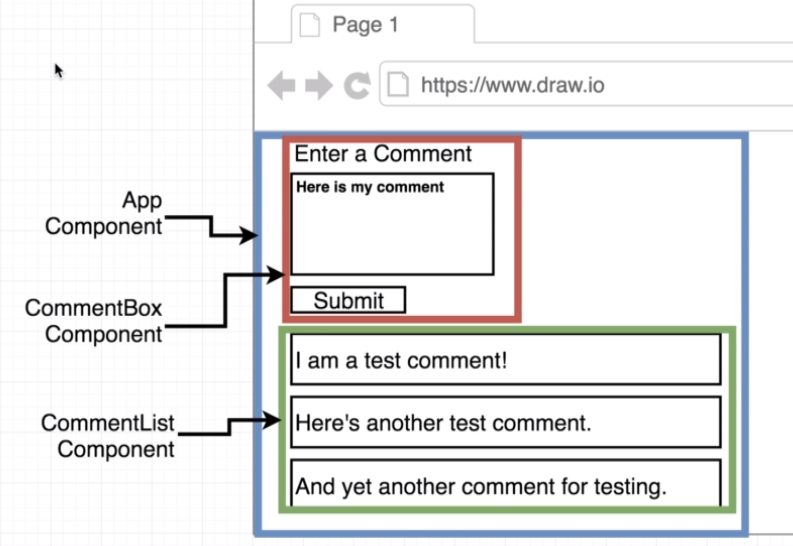 Page 1
https://www.draw.io
Enter a Comment
Here is my comment
Submit
App
Component
CommentBox
Component
CommentList
Component
I am a test comment!
Here's another test comment.
And yet another comment for testing.